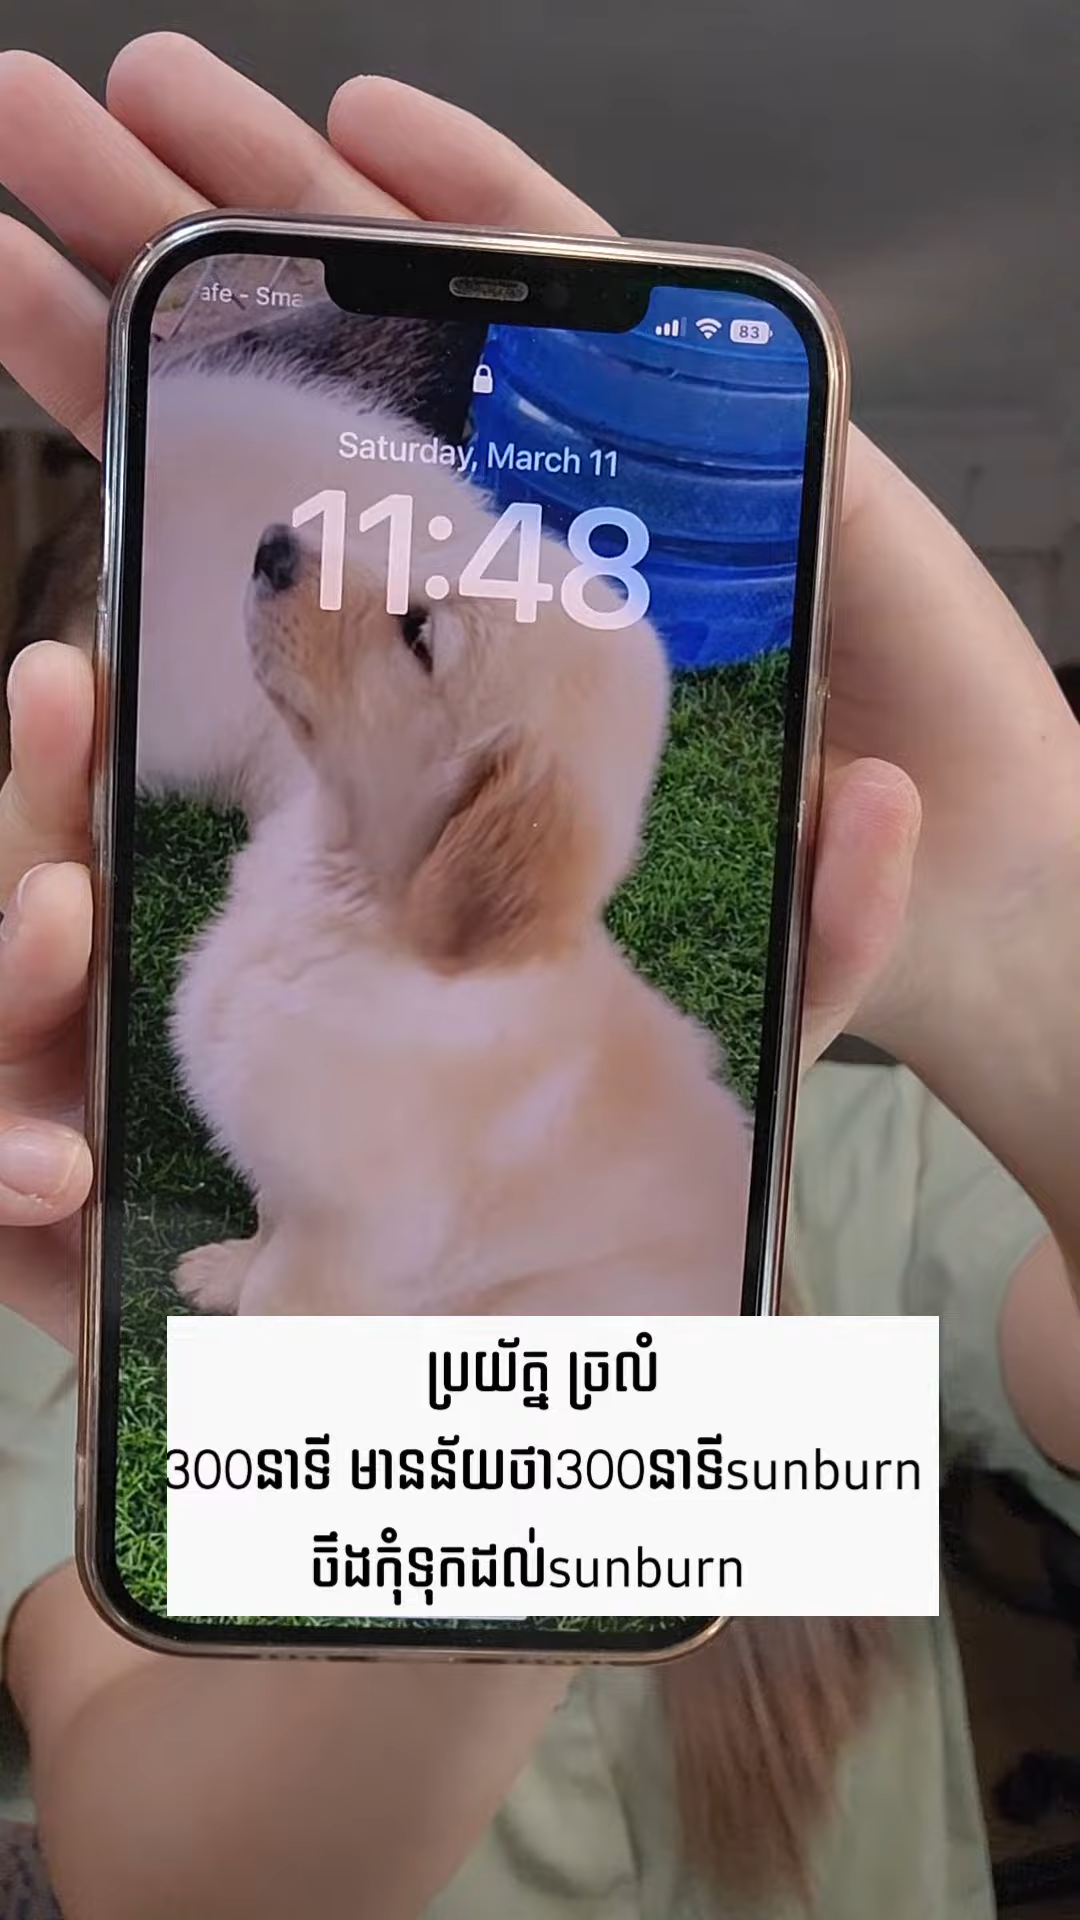 afe - Sma
83
Saturday, March 11
11:48
ប្រយ័ត្ន ច្រលំ
300នាទី មានន័យថា300នាទីsunburn
ចឹងកុំទុកដល់sunburn